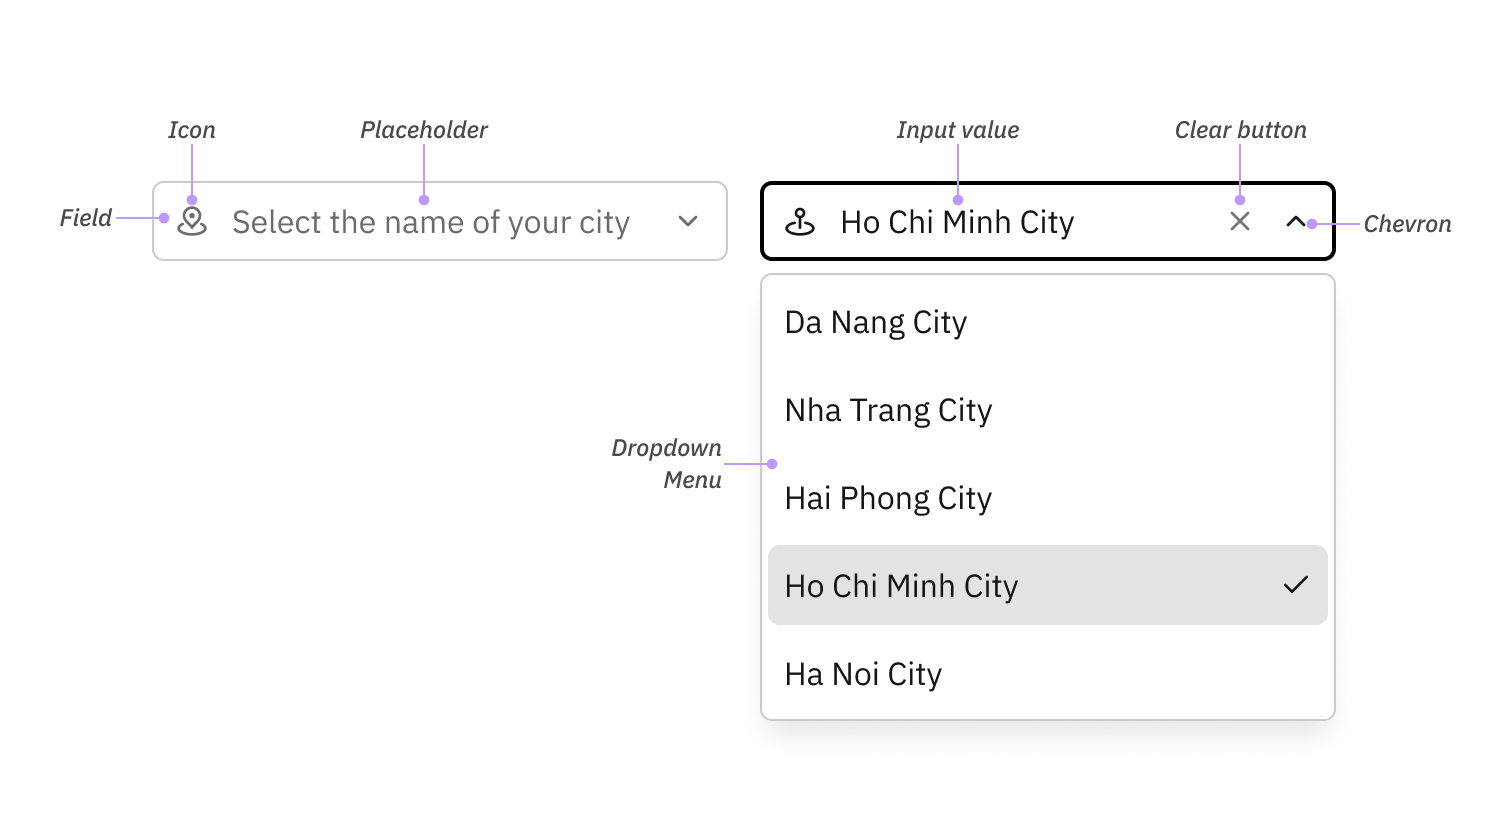 Icon
Placeholder
Input value
Clear button
Field
Select the name of your city
Ho Chi Minh City
Chevron
Da Nang City
Nha Trang City
Dropdown
Menu
Hai Phong City
Ho Chi Minh City
Ha Noi City